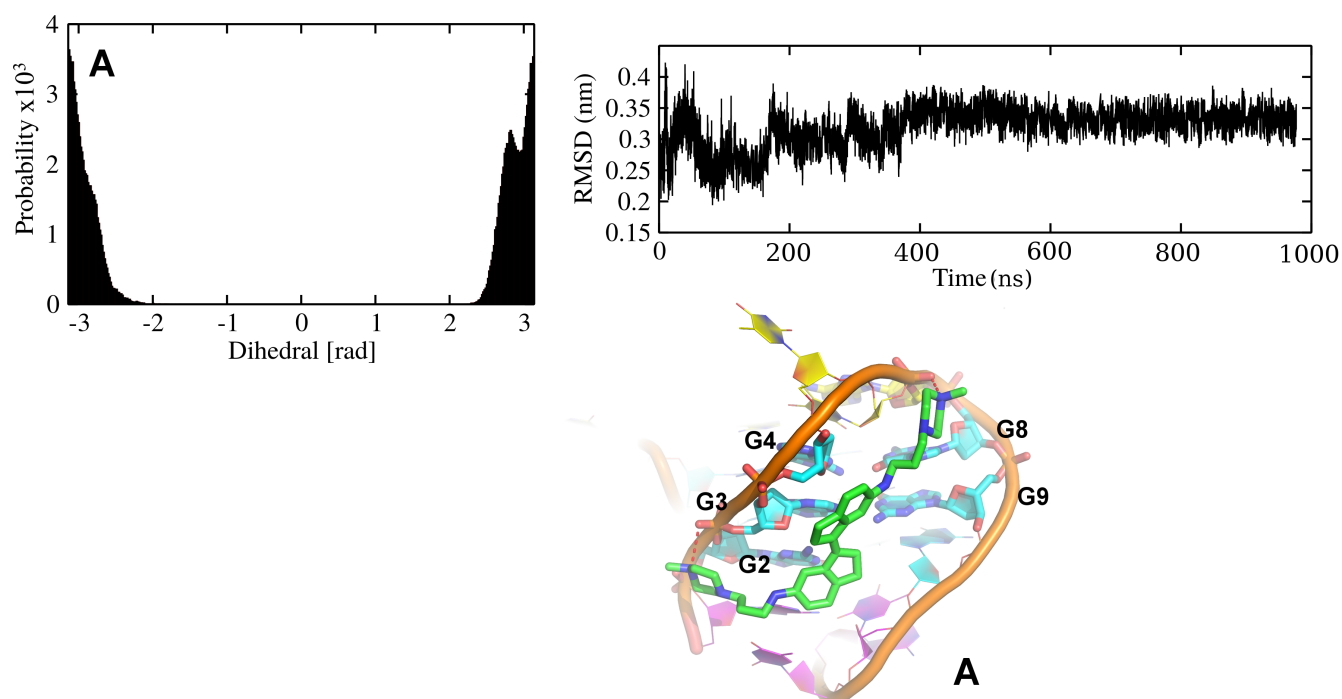 A
Probability x10³
4
3
2
1
0
-3 -2 -1 0 1 2 3
Dihedral [rad]
RMSD (nm)
0.4
0.35
0.3
0.25
0.2
0.15
0 200 400 600 800 1000
Time (ns)
G4
G8
G3
G9
G2
A